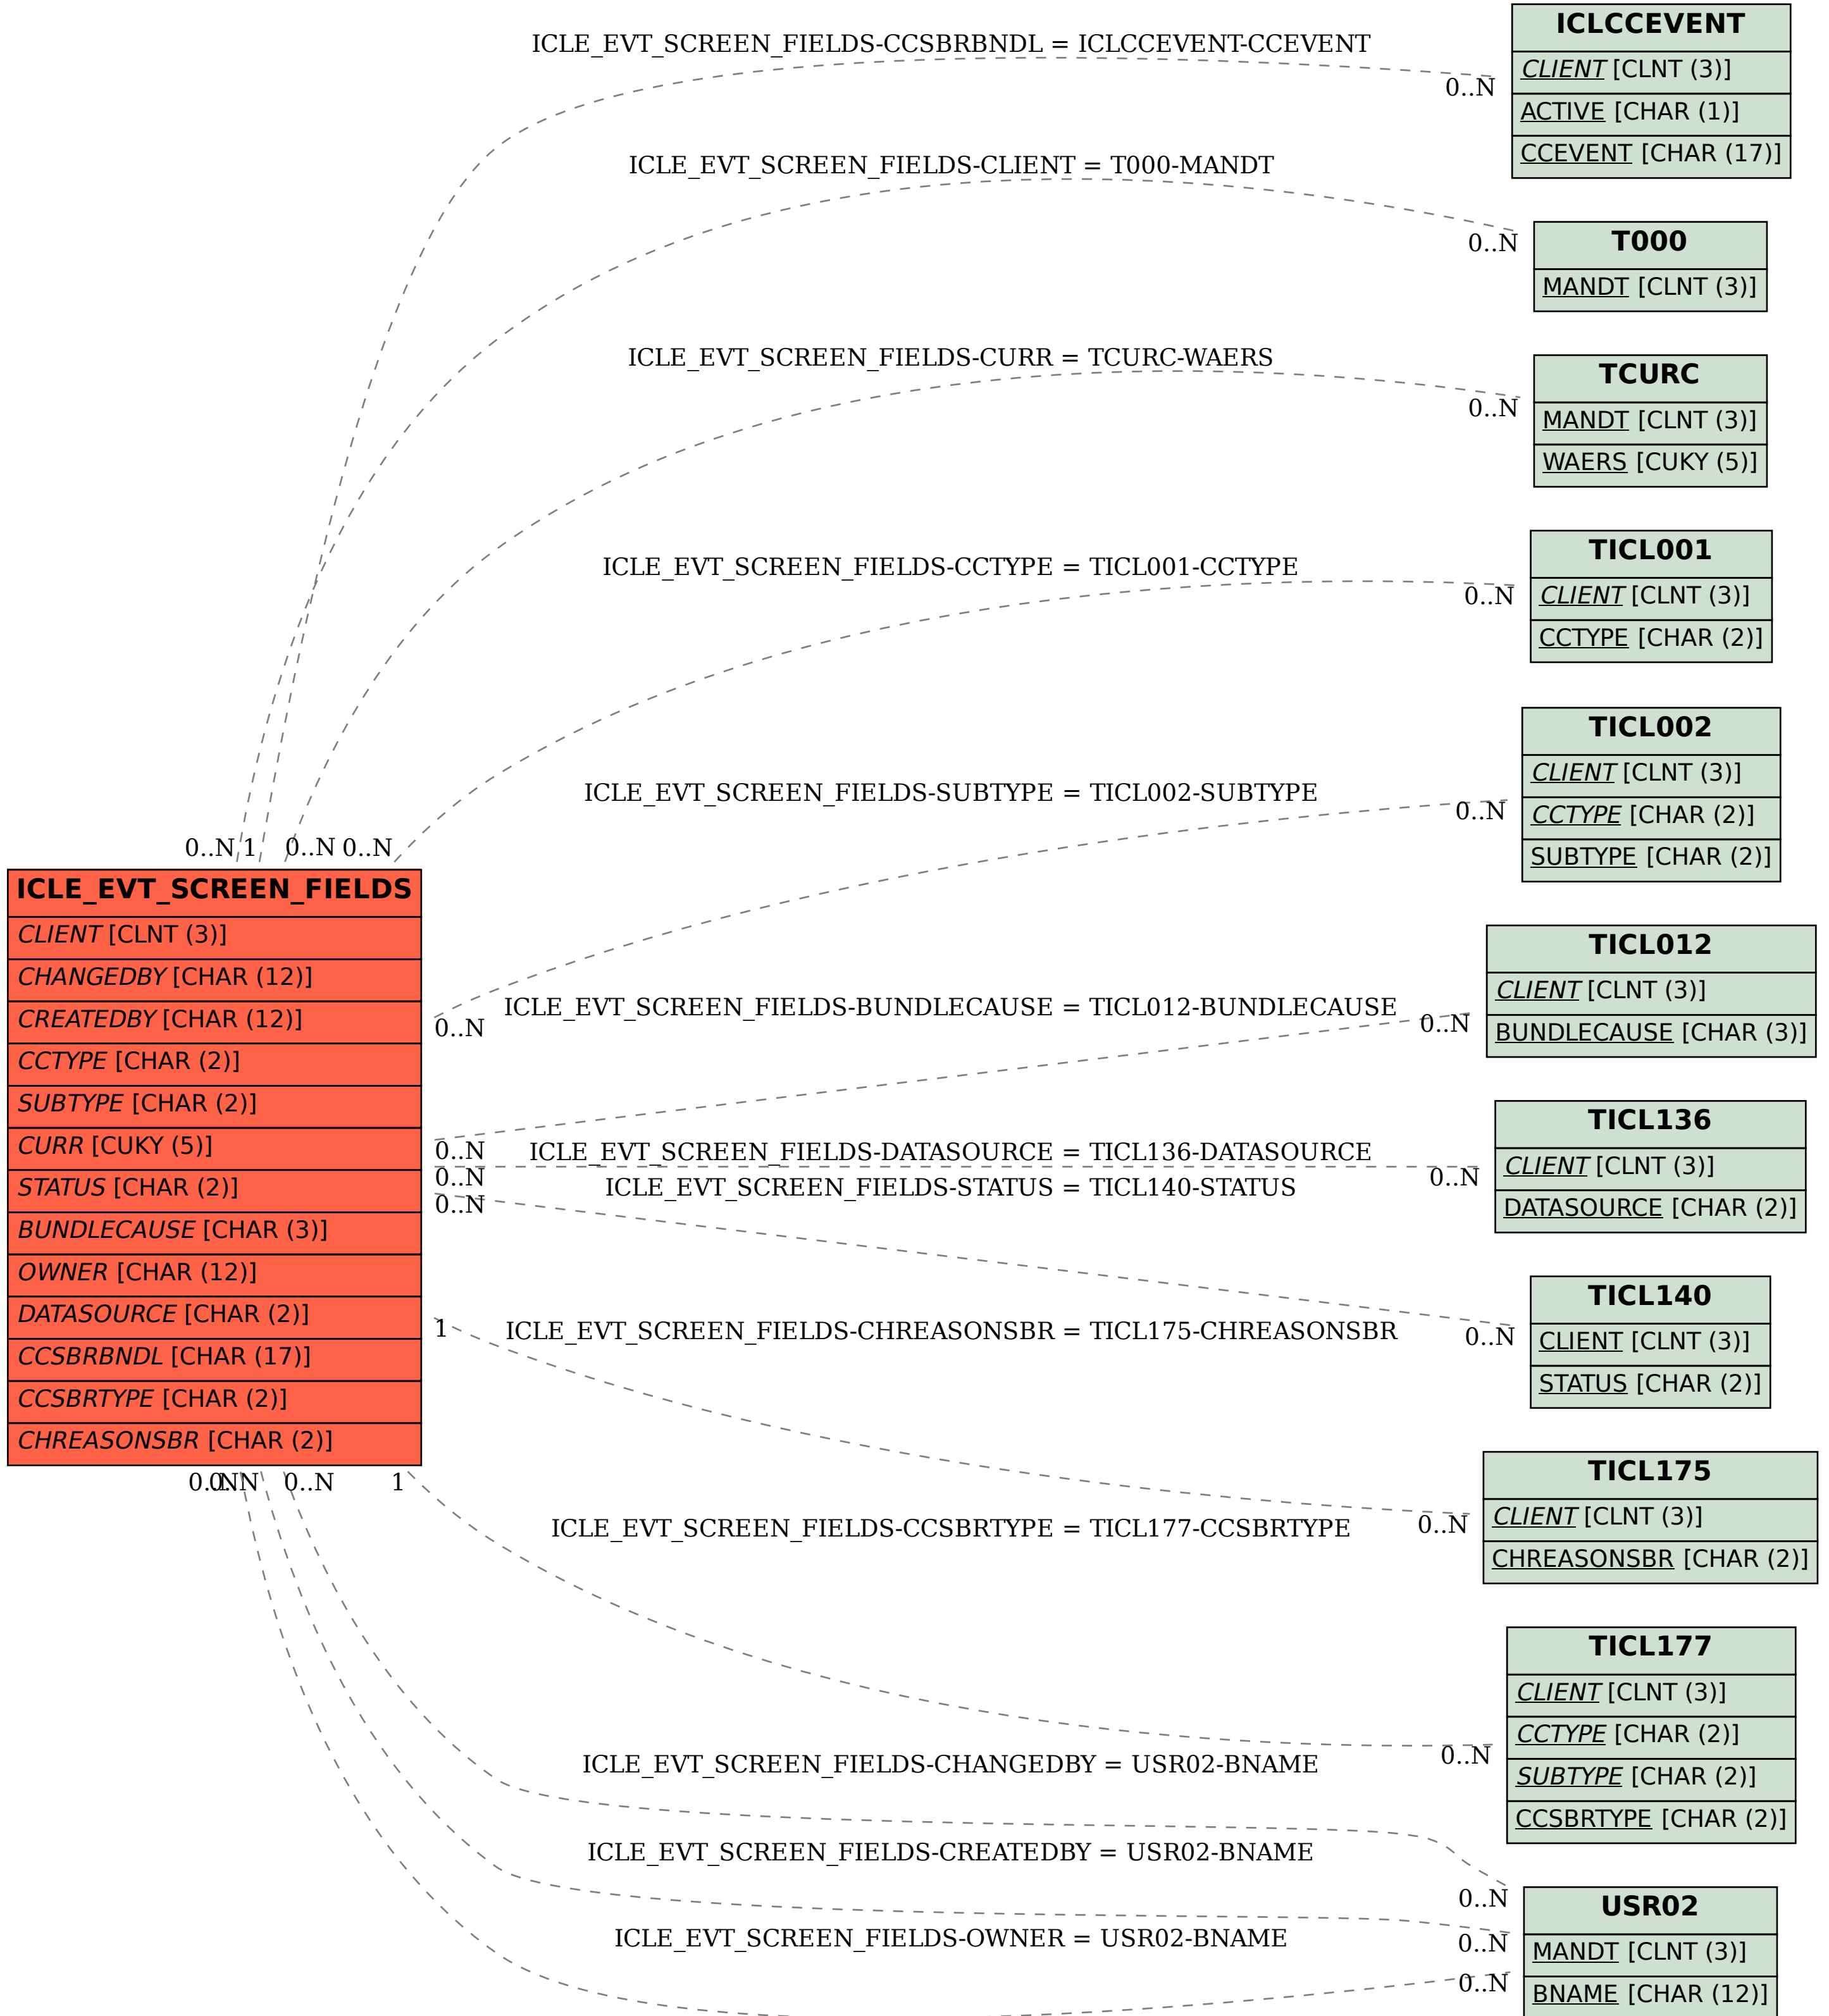 ICLE_EVT_SCREEN_FIELDS-CCSBRBNDL = ICLCCEVENT-CCEVENT
0..N
ICLCCEVENT
CLIENT [CLNT (3)]
ACTIVE [CHAR (1)]
CCEVENT [CHAR (17)]
ICLE_EVT_SCREEN_FIELDS-CLIENT = T000-MANDT
0..N
T000
MANDT [CLNT (3)]
ICLE_EVT_SCREEN_FIELDS-CURR = TCURC-WAERS
0..N
TCURC
MANDT [CLNT (3)]
WAERS [CUKY (5)]
ICLE_EVT_SCREEN_FIELDS-CCTYPE = TICL001-CCTYPE
0..N
TICL001
CLIENT [CLNT (3)]
CCTYPE [CHAR (2)]
ICLE_EVT_SCREEN_FIELDS-SUBTYPE = TICL002-SUBTYPE
0..N
TICL002
CLIENT [CLNT (3)]
CCTYPE [CHAR (2)]
SUBTYPE [CHAR (2)]
0..N 1 0..N 0..N
ICLE_EVT_SCREEN_FIELDS
CLIENT [CLNT (3)]
CHANGEDBY [CHAR (12)]
CREATEDBY [CHAR (12)]
CCTYPE [CHAR (2)]
SUBTYPE [CHAR (2)]
CURR [CUKY (5)]
STATUS [CHAR (2)]
BUNDLECAUSE [CHAR (3)]
OWNER [CHAR (12)]
DATASOURCE [CHAR (2)]
CCSBRBNDL [CHAR (17)]
CCSBRTYPE [CHAR (2)]
CHREASONSBR [CHAR (2)]
0..N
ICLE_EVT_SCREEN_FIELDS-BUNDLECAUSE = TICL012-BUNDLECAUSE
0..N
TICL012
CLIENT [CLNT (3)]
BUNDLECAUSE [CHAR (3)]
0..N
ICLE_EVT_SCREEN_FIELDS-DATASOURCE = TICL136-DATASOURCE
0..N
0..N
TICL136
CLIENT [CLNT (3)]
DATASOURCE [CHAR (2)]
ICLE_EVT_SCREEN_FIELDS-STATUS = TICL140-STATUS
0..N
0..N
TICL140
CLIENT [CLNT (3)]
STATUS [CHAR (2)]
1
ICLE_EVT_SCREEN_FIELDS-CHREASONSBR = TICL175-CHREASONSBR
0..N
TICL175
CLIENT [CLNT (3)]
CHREASONSBR [CHAR (2)]
0..N 0..N 0..N 1
ICLE_EVT_SCREEN_FIELDS-CCSBRTYPE = TICL177-CCSBRTYPE
0..N
TICL177
CLIENT [CLNT (3)]
CCTYPE [CHAR (2)]
SUBTYPE [CHAR (2)]
CCSBRTYPE [CHAR (2)]
ICLE_EVT_SCREEN_FIELDS-CHANGEDBY = USR02-BNAME
0..N
ICLE_EVT_SCREEN_FIELDS-CREATEDBY = USR02-BNAME
0..N
ICLE_EVT_SCREEN_FIELDS-OWNER = USR02-BNAME
0..N
USR02
MANDT [CLNT (3)]
BNAME [CHAR (12)]